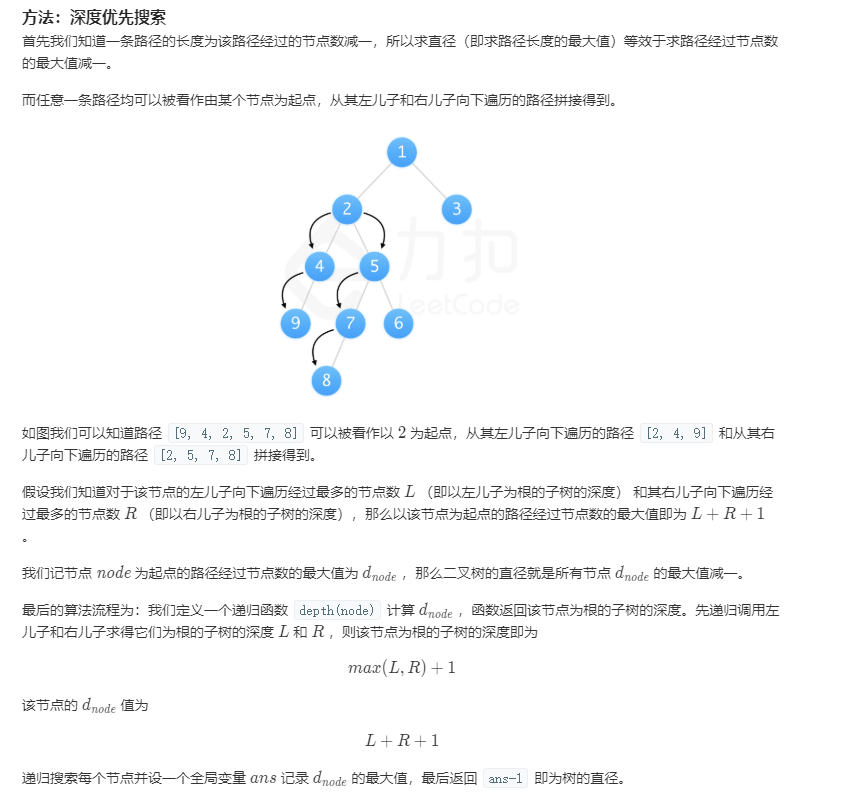 方法：深度优先搜索
首先我们知道一条路径的长度为该路径经过的节点数减一，所以求直径（即求路径长度的最大值）等效于求路径经过节点数
的最大值减一。
而任意一条路径均可以被看作由某个节点为起点，从其左儿子和右儿子向下遍历的路径拼接得到。
1
2 3
4 5
力扣
LeetCode
9 7 6
8
如图我们可以知道路径 [9, 4, 2, 5, 7, 8] 可以被看作以 2 为起点，从其左儿子向下遍历的路径 [2, 4, 9] 和从其右
儿子向下遍历的路径 [2, 5, 7, 8] 拼接得到。
假设我们知道对于该节点的左儿子向下遍历经过最多的节点数 L （即以左儿子为根的子树的深度） 和其右儿子向下遍历经
过最多的节点数 R （即以右儿子为根的子树的深度），那么以该节点为起点的路径经过节点数的最大值即为 L + R + 1
。
我们记节点 node 为起点的路径经过节点数的最大值为 d_node ，那么二叉树的直径就是所有节点 d_node 的最大值减一。
最后的算法流程为：我们定义一个递归函数 depth(node) 计算 d_node ，函数返回该节点为根的子树的深度。先递归调用左
儿子和右儿子求得它们为根的子树的深度 L 和 R ，则该节点为根的子树的深度即为
max(L, R) + 1
该节点的 d_node 值为
L + R + 1
递归搜索每个节点并设一个全局变量 ans 记录 d_node 的最大值，最后返回 ans-1 即为树的直径。